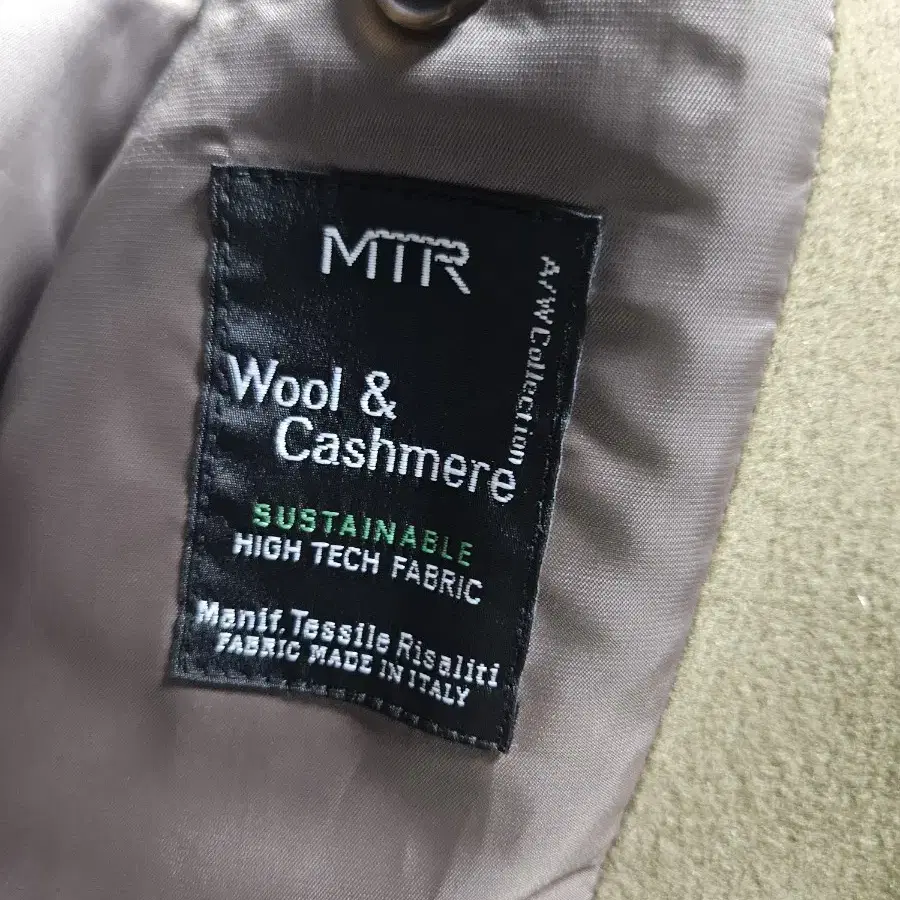 MTR
A/W Collection
Wool &
Cashmere
SUSTAINABLE
HIGH TECH FABRIC
Manif. Tessile Risaliti
FABRIC MADE IN ITALY